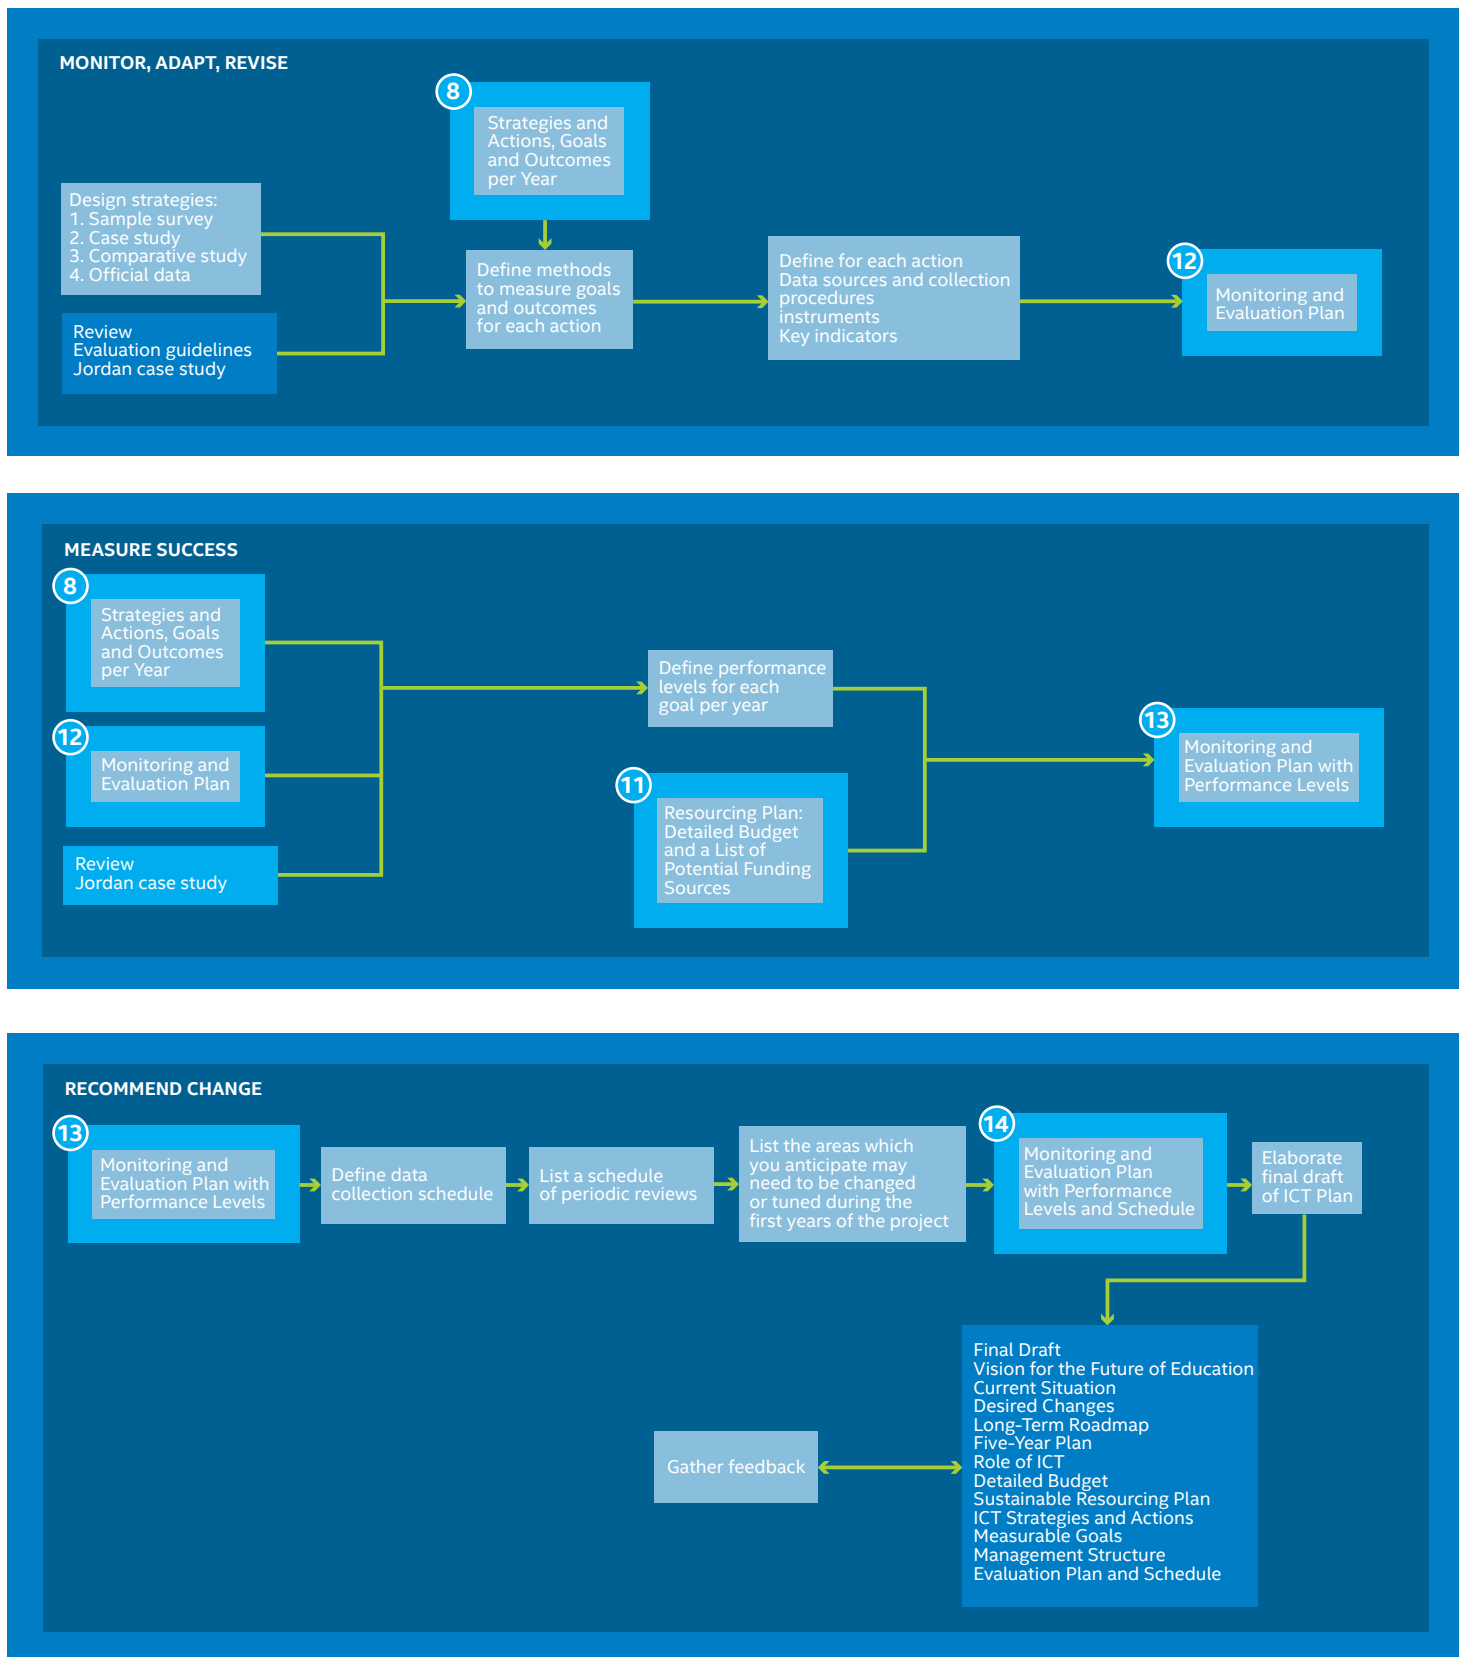 MONITOR, ADAPT, REVISE
8
Strategies and
Actions, Goals
and Outcomes
per Year
Design strategies:
1. Sample survey
2. Case study
3. Comparative study
4. Official data
Review
Evaluation guidelines
Jordan case study
Define methods
to measure goals
and outcomes
for each action
Define for each action
Data sources and collection
procedures
instruments
Key indicators
12
Monitoring and
Evaluation Plan
MEASURE SUCCESS
8
Strategies and
Actions, Goals
and Outcomes
per Year
12
Monitoring and
Evaluation Plan
Review
Jordan case study
Define performance
levels for each
goal per year
11
Resourcing Plan:
Detailed Budget
and a List of
Potential Funding
Sources
13
Monitoring and
Evaluation Plan with
Performance Levels
RECOMMEND CHANGE
13
Monitoring and
Evaluation Plan with
Performance Levels
Define data
collection schedule
List a schedule
of periodic reviews
List the areas which
you anticipate may
need to be changed
or tuned during the
first years of the project
14
Monitoring and
Evaluation Plan
with Performance
Levels and Schedule
Elaborate
final draft
of ICT Plan
Gather feedback
Final Draft
Vision for the Future of Education
Current Situation
Desired Changes
Long-Term Roadmap
Five-Year Plan
Role of ICT
Detailed Budget
Sustainable Resourcing Plan
ICT Strategies and Actions
Measurable Goals
Management Structure
Evaluation Plan and Schedule